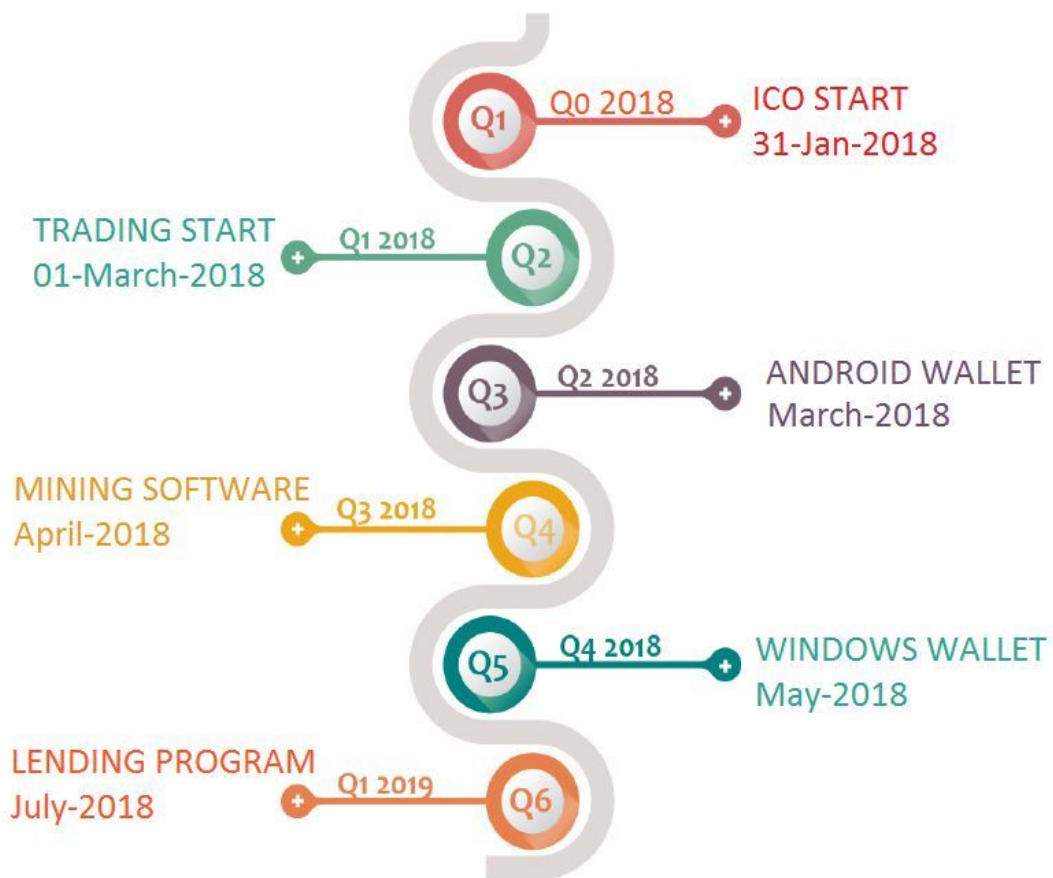 Q1
Q0 2018
ICO START
31-Jan-2018
TRADING START
01-March-2018
Q1 2018
Q2
Q3
Q2 2018
ANDROID WALLET
March-2018
MINING SOFTWARE
April-2018
Q3 2018
Q4
Q5
Q4 2018
WINDOWS WALLET
May-2018
LENDING PROGRAM
July-2018
Q1 2019
Q6